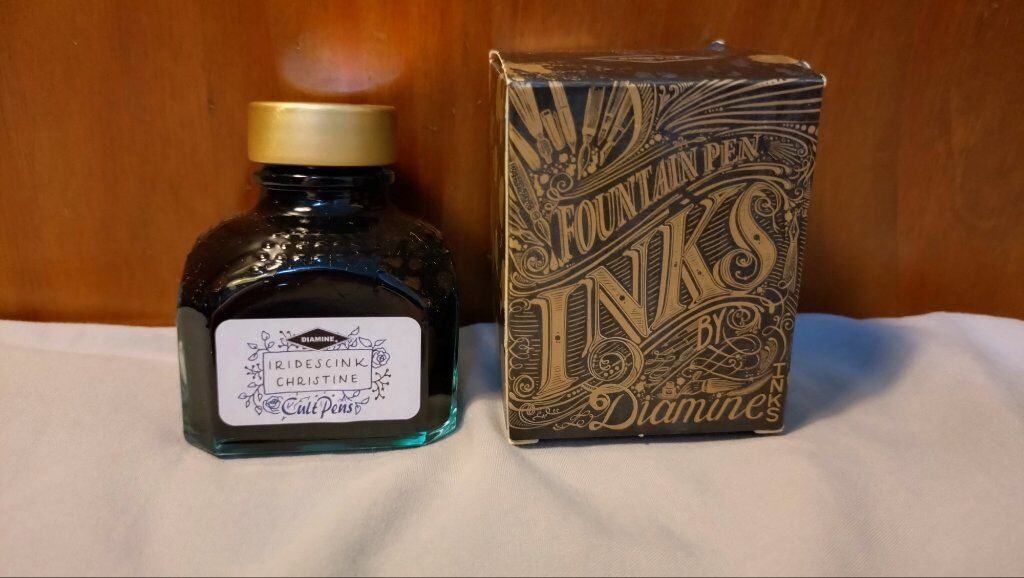 DIAMINE.
IRIDESCINK
CHRISTINE
Cult Pens
FOUNTAIN PEN
INKS
BY
Diamine
INKS